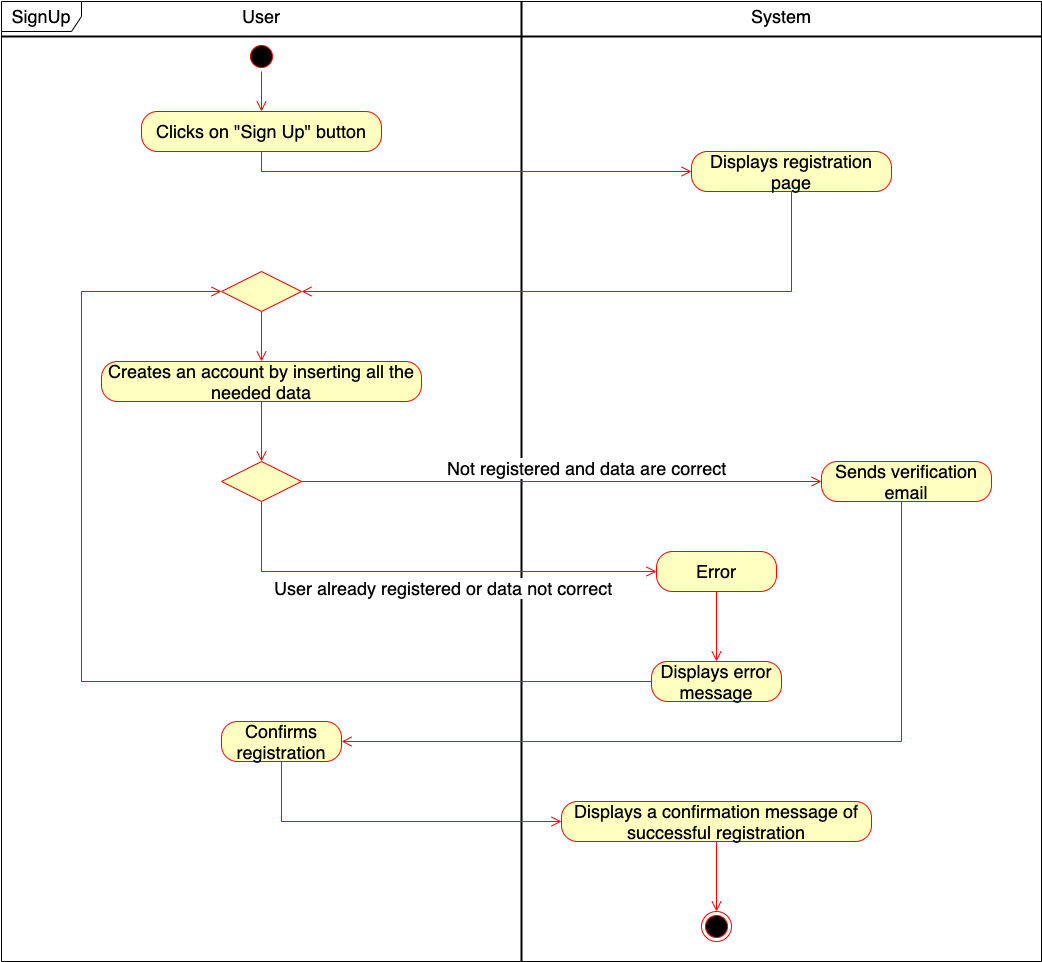 SignUp
User
System
Clicks on "Sign Up" button
Displays registration
page
Creates an account by inserting all the
needed data
Not registered and data are correct
Sends verification
email
Error
User already registered or data not correct
Displays error
message
Confirms
registration
Displays a confirmation message of
successful registration